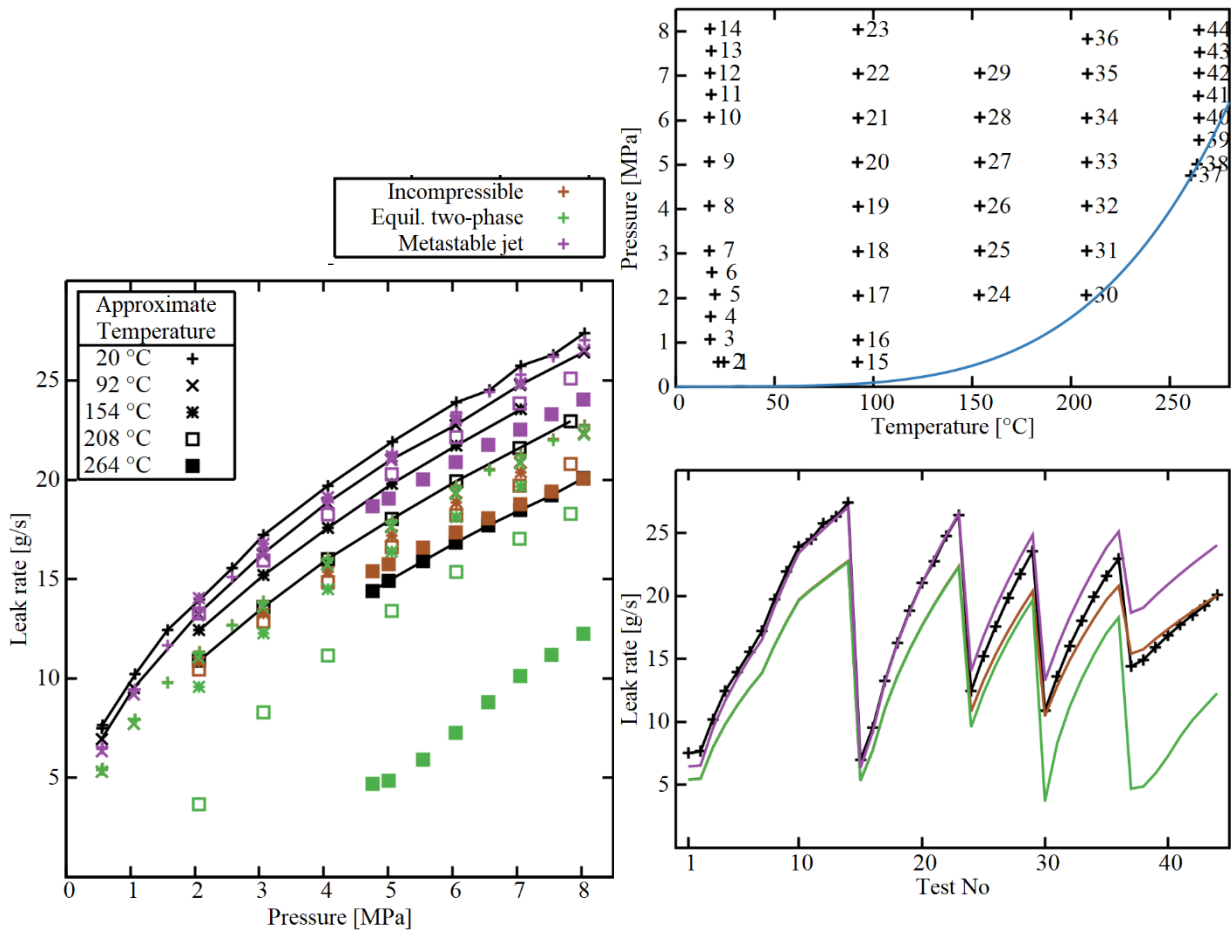 Incompressible
Equil. two-phase
Metastable jet
Approximate
Temperature
20 °C
92 °C
154 °C
208 °C
264 °C
25
20
15
10
5
Leak rate [g/s]
0 1 2 3 4 5 6 7 8
Pressure [MPa]
8
7
6
5
4
3
2
1
0
Pressure [MPa]
14 23 44
13 36 43
12 22 29 35 42
11 41
10 21 28 34 40
39
9 20 27 33 38
37
8 19 26 32
7 18 25 31
6
5 17 24 30
4
3 16
2 1 15
0 50 100 150 200 250
Temperature [°C]
25
20
15
10
5
Leak rate [g/s]
1 10 20 30 40
Test No